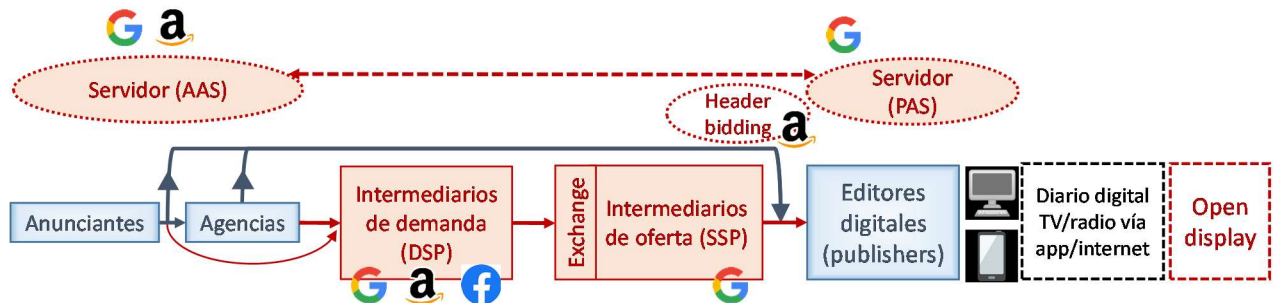 Servidor (AAS)
Servidor
(PAS)
Header
bidding
Anunciantes
Agencias
Intermediarios
de demanda
(DSP)
Exchange
Intermediarios
de oferta (SSP)
Editores
digitales
(publishers)
Diario digital
TV/radio vía
app/internet
Open
display